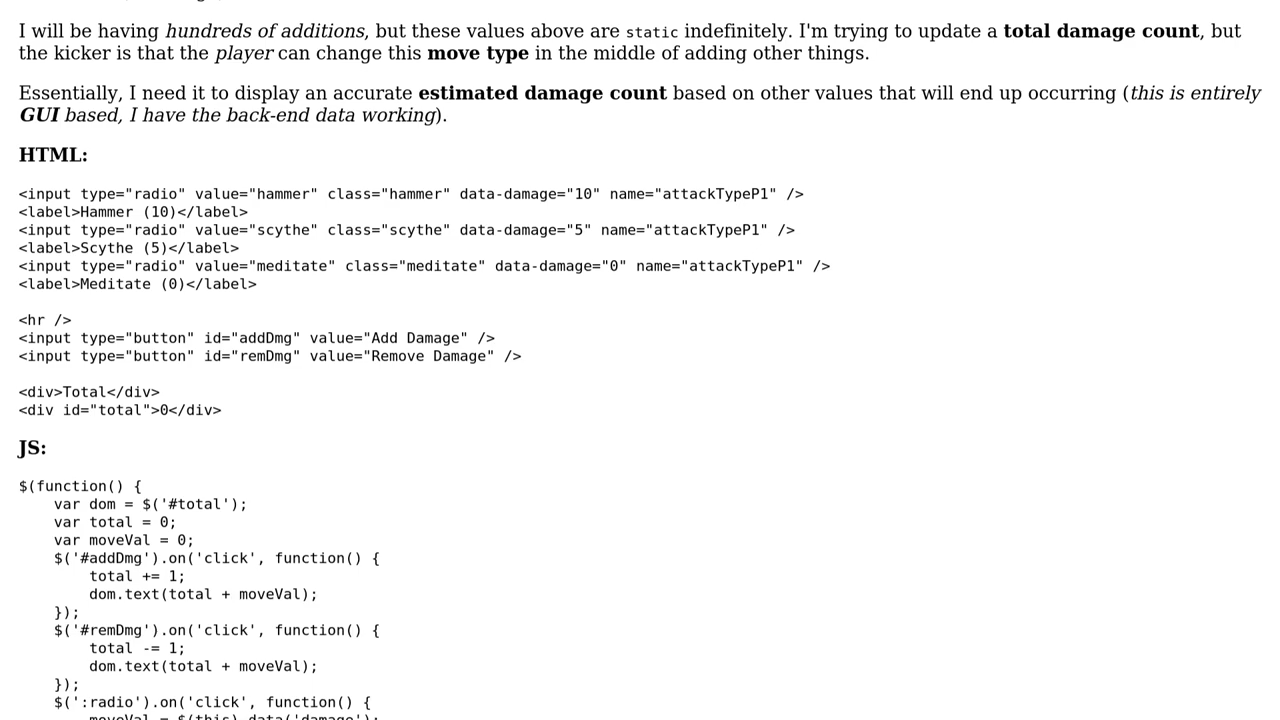 I will be having hundreds of additions, but these values above are static indefinitely. I'm trying to update a total damage count, but
the kicker is that the player can change this move type in the middle of adding other things.
Essentially, I need it to display an accurate estimated damage count based on other values that will end up occurring (this is entirely
GUI based, I have the back-end data working).
HTML:
<input type="radio" value="hammer" class="hammer" data-damage="10" name="attackTypeP1" />
<label>Hammer (10)</label>
<input type="radio" value="scythe" class="scythe" data-damage="5" name="attackTypeP1" />
<label>Scythe (5)</label>
<input type="radio" value="meditate" class="meditate" data-damage="0" name="attackTypeP1" />
<label>Meditate (0)</label>
<hr />
<input type="button" id="addDmg" value="Add Damage" />
<input type="button" id="remDmg" value="Remove Damage" />
<div>Total</div>
<div id="total">0</div>
JS:
$(function() {
    var dom = $('#total');
    var total = 0;
    var moveVal = 0;
    $('#addDmg').on('click', function() {
        total += 1;
        dom.text(total + moveVal);
    });
    $('#remDmg').on('click', function() {
        total -= 1;
        dom.text(total + moveVal);
    });
    $(':radio').on('click', function() {
        moveVal = $(this).data('damage');